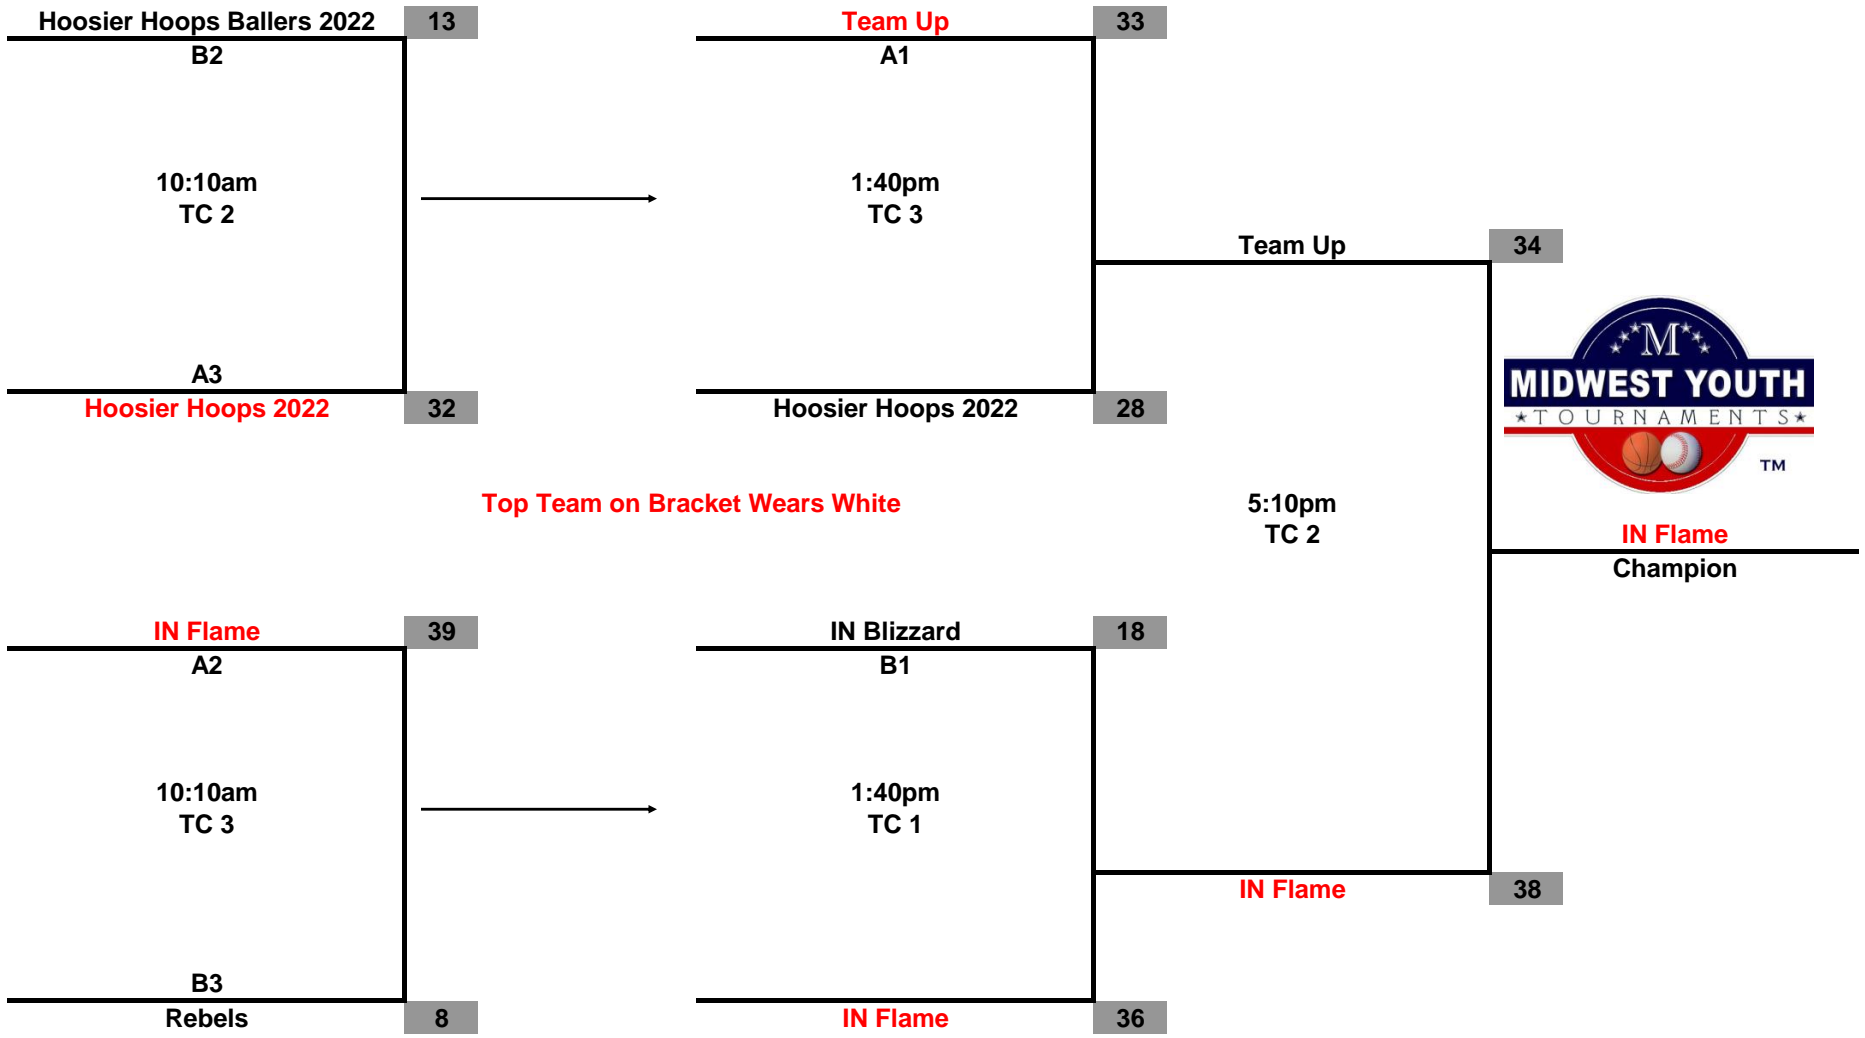 Hoosier Hoops Ballers 2022 13
B2
10:10am
TC 2
A3
Hoosier Hoops 2022 32
Team Up 33
A1
1:40pm
TC 3
Hoosier Hoops 2022 28
Team Up 34
M
MIDWEST YOUTH
★TOURNAMENTS★
TM
Top Team on Bracket Wears White
5:10pm
TC 2
IN Flame
Champion
IN Flame 39
A2
10:10am
TC 3
B3
Rebels 8
IN Blizzard 18
B1
1:40pm
TC 1
IN Flame 36
IN Flame 38